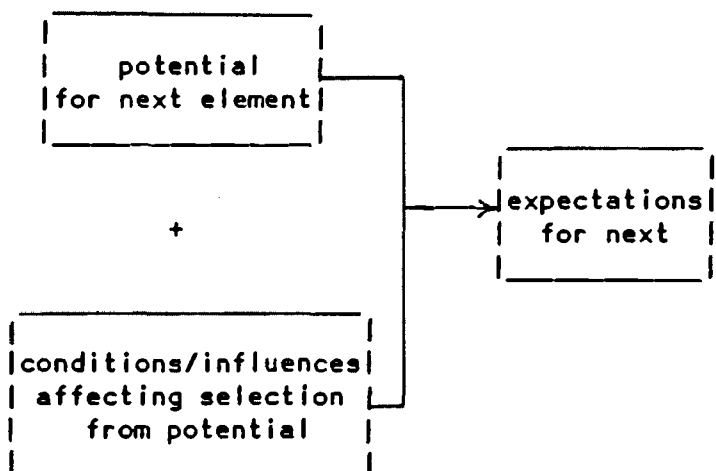 potential
for next element
+
expectations
for next
conditions/influences
affecting selection
from potential